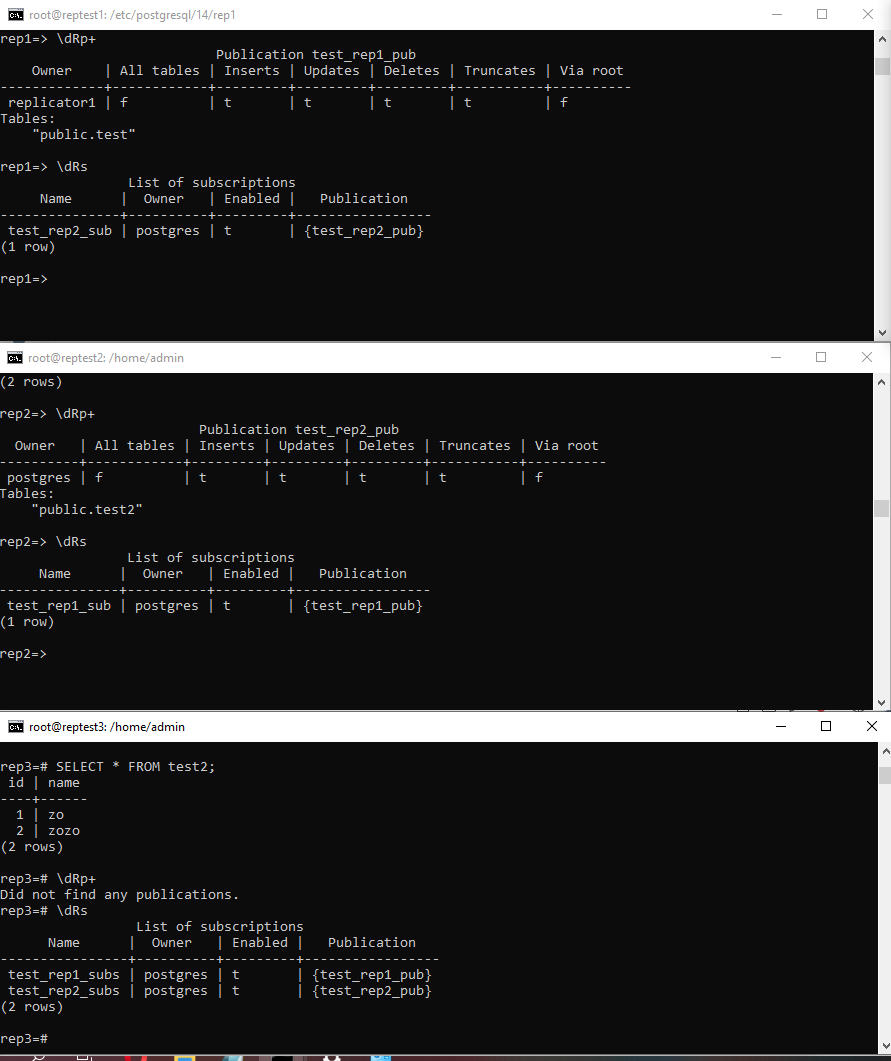 root@reptest1: /etc/postgresql/14/rep1
rep1=> \dRp+
                           Publication test_rep1_pub
    Owner    | All tables | Inserts | Updates | Deletes | Truncates | Via root
-------------+------------+---------+---------+---------+-----------+----------
 replicator1 | f          | t       | t       | t       | t         | f
Tables:
    "public.test"
rep1=> \dRs
                List of subscriptions
     Name      |  Owner   | Enabled |   Publication
---------------+----------+---------+-----------------
 test_rep2_sub | postgres | t       | {test_rep2_pub}
(1 row)
rep1=>
root@reptest2: /home/admin
(2 rows)
rep2=> \dRp+
                         Publication test_rep2_pub
  Owner   | All tables | Inserts | Updates | Deletes | Truncates | Via root
----------+------------+---------+---------+---------+-----------+----------
 postgres | f          | t       | t       | t       | t         | f
Tables:
    "public.test2"
rep2=> \dRs
                List of subscriptions
     Name      |  Owner   | Enabled |   Publication
---------------+----------+---------+-----------------
 test_rep1_sub | postgres | t       | {test_rep1_pub}
(1 row)
rep2=>
root@reptest3: /home/admin
rep3=# SELECT * FROM test2;
 id | name
----+------
  1 | zo
  2 | zozo
(2 rows)
rep3=# \dRp+
Did not find any publications.
rep3=# \dRs
                 List of subscriptions
      Name      |  Owner   | Enabled |   Publication
----------------+----------+---------+-----------------
 test_rep1_subs | postgres | t       | {test_rep1_pub}
 test_rep2_subs | postgres | t       | {test_rep2_pub}
(2 rows)
rep3=#